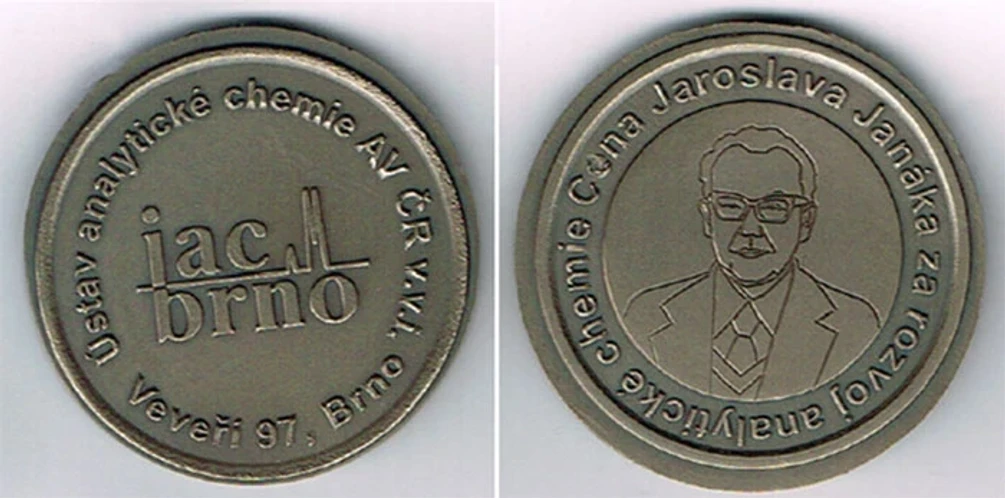 Ústav analytické chemie AV ČR v.v.i.
Veveří 97, Brno
iac
brno
Cena Jaroslava Janáka za rozvoj analytické chemie